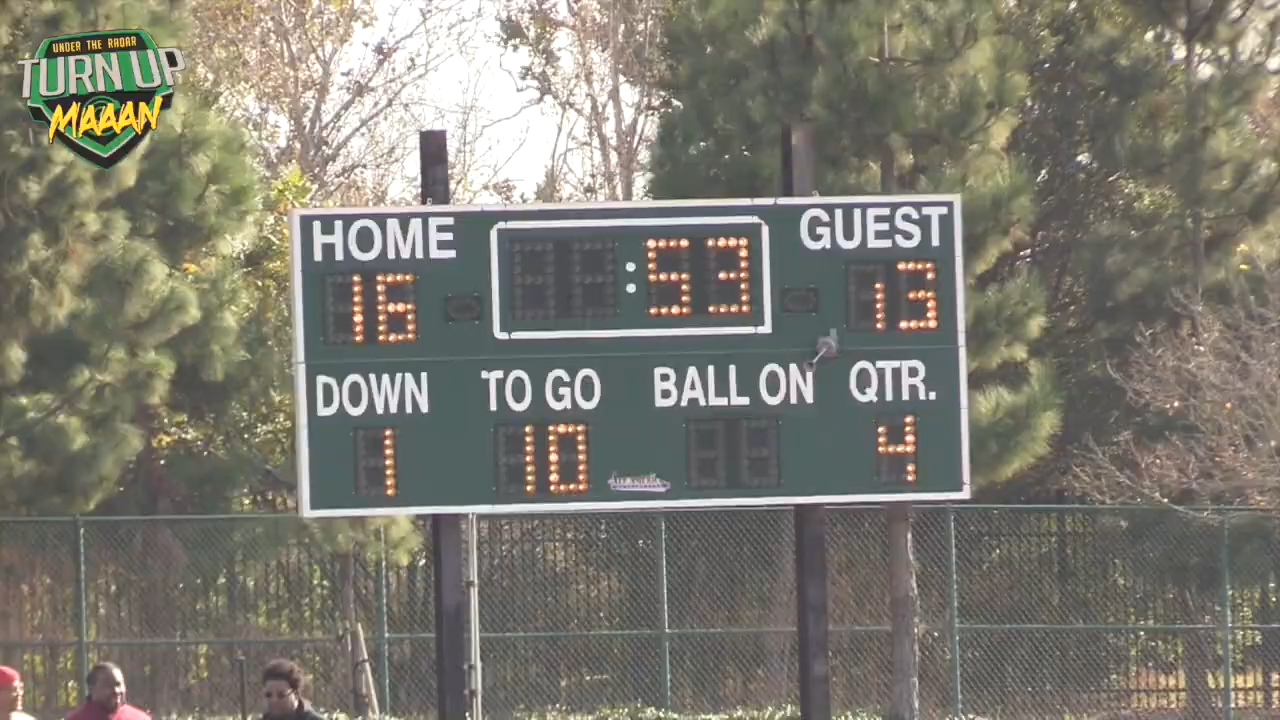 UNDER THE RADAR
TURN UP
MAAAN
HOME :53 GUEST
16 13
DOWN TO GO BALL ON QTR.
1 10 4